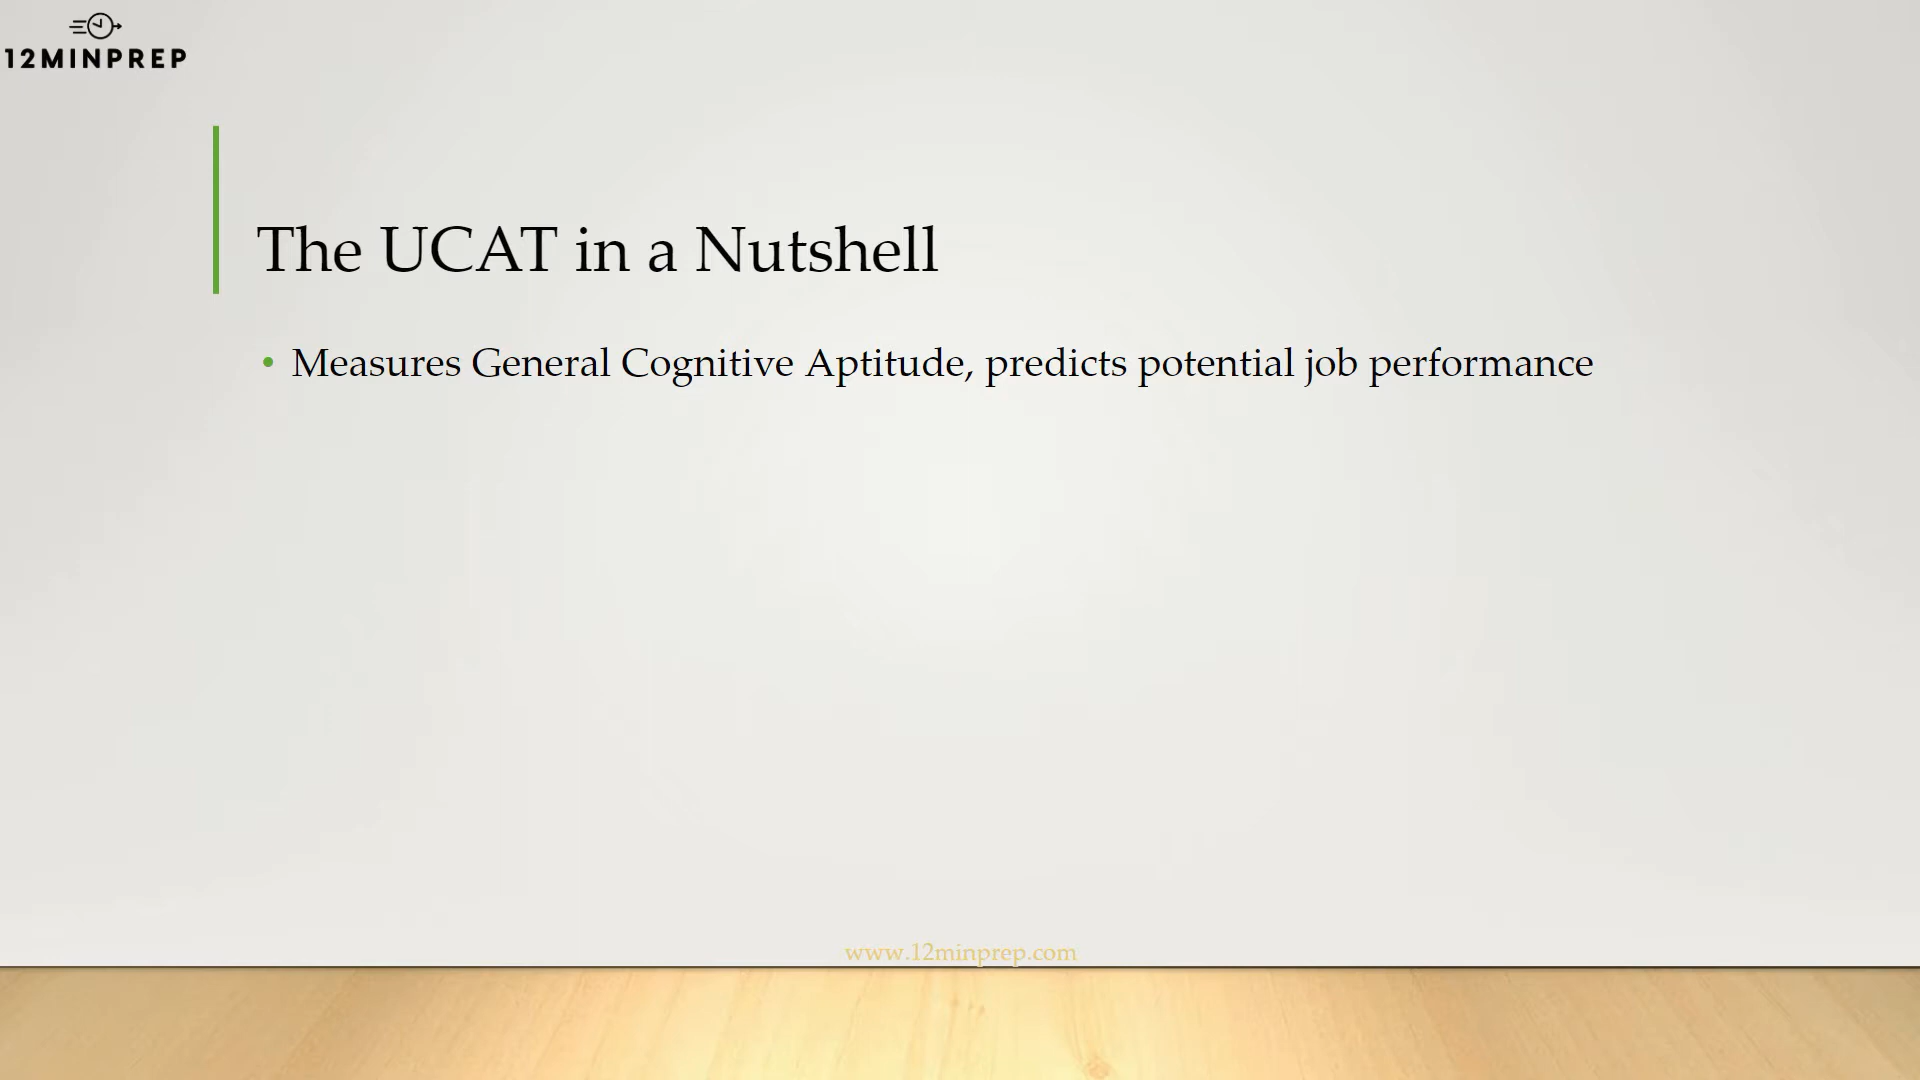 12MINPREP
The UCAT in a Nutshell
• Measures General Cognitive Aptitude, predicts potential job performance
www.12minprep.com